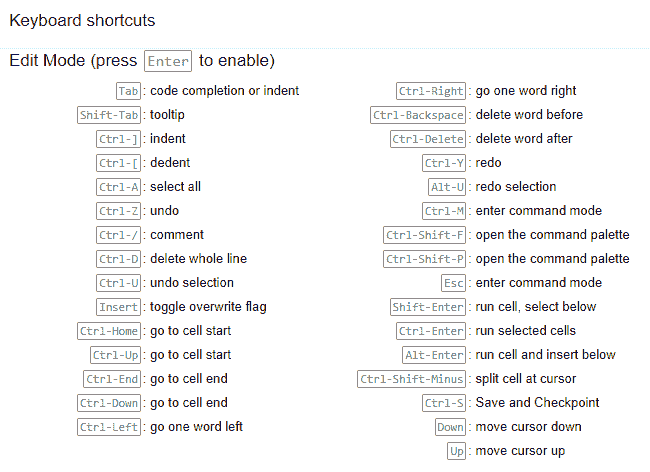 Keyboard shortcuts
Edit Mode (press Enter to enable)
Tab : code completion or indent
Shift-Tab : tooltip
Ctrl-] : indent
Ctrl-[ : dedent
Ctrl-A : select all
Ctrl-Z : undo
Ctrl-/ : comment
Ctrl-D : delete whole line
Ctrl-U : undo selection
Insert : toggle overwrite flag
Ctrl-Home : go to cell start
Ctrl-Up : go to cell start
Ctrl-End : go to cell end
Ctrl-Down : go to cell end
Ctrl-Left : go one word left
Ctrl-Right : go one word right
Ctrl-Backspace : delete word before
Ctrl-Delete : delete word after
Ctrl-Y : redo
Alt-U : redo selection
Ctrl-M : enter command mode
Ctrl-Shift-F : open the command palette
Ctrl-Shift-P : open the command palette
Esc : enter command mode
Shift-Enter : run cell, select below
Ctrl-Enter : run selected cells
Alt-Enter : run cell and insert below
Ctrl-Shift-Minus : split cell at cursor
Ctrl-S : Save and Checkpoint
Down : move cursor down
Up : move cursor up